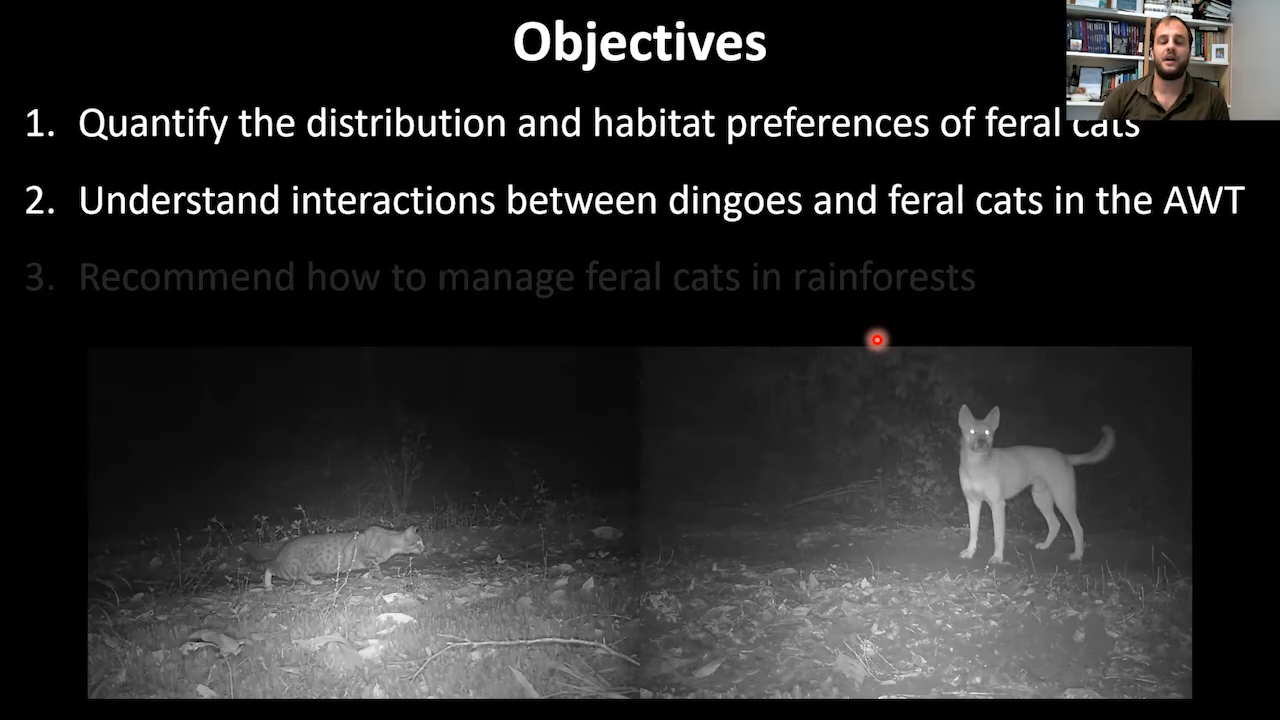 Objectives
1. Quantify the distribution and habitat preferences of feral cats
2. Understand interactions between dingoes and feral cats in the AWT
3. Recommend how to manage feral cats in rainforests